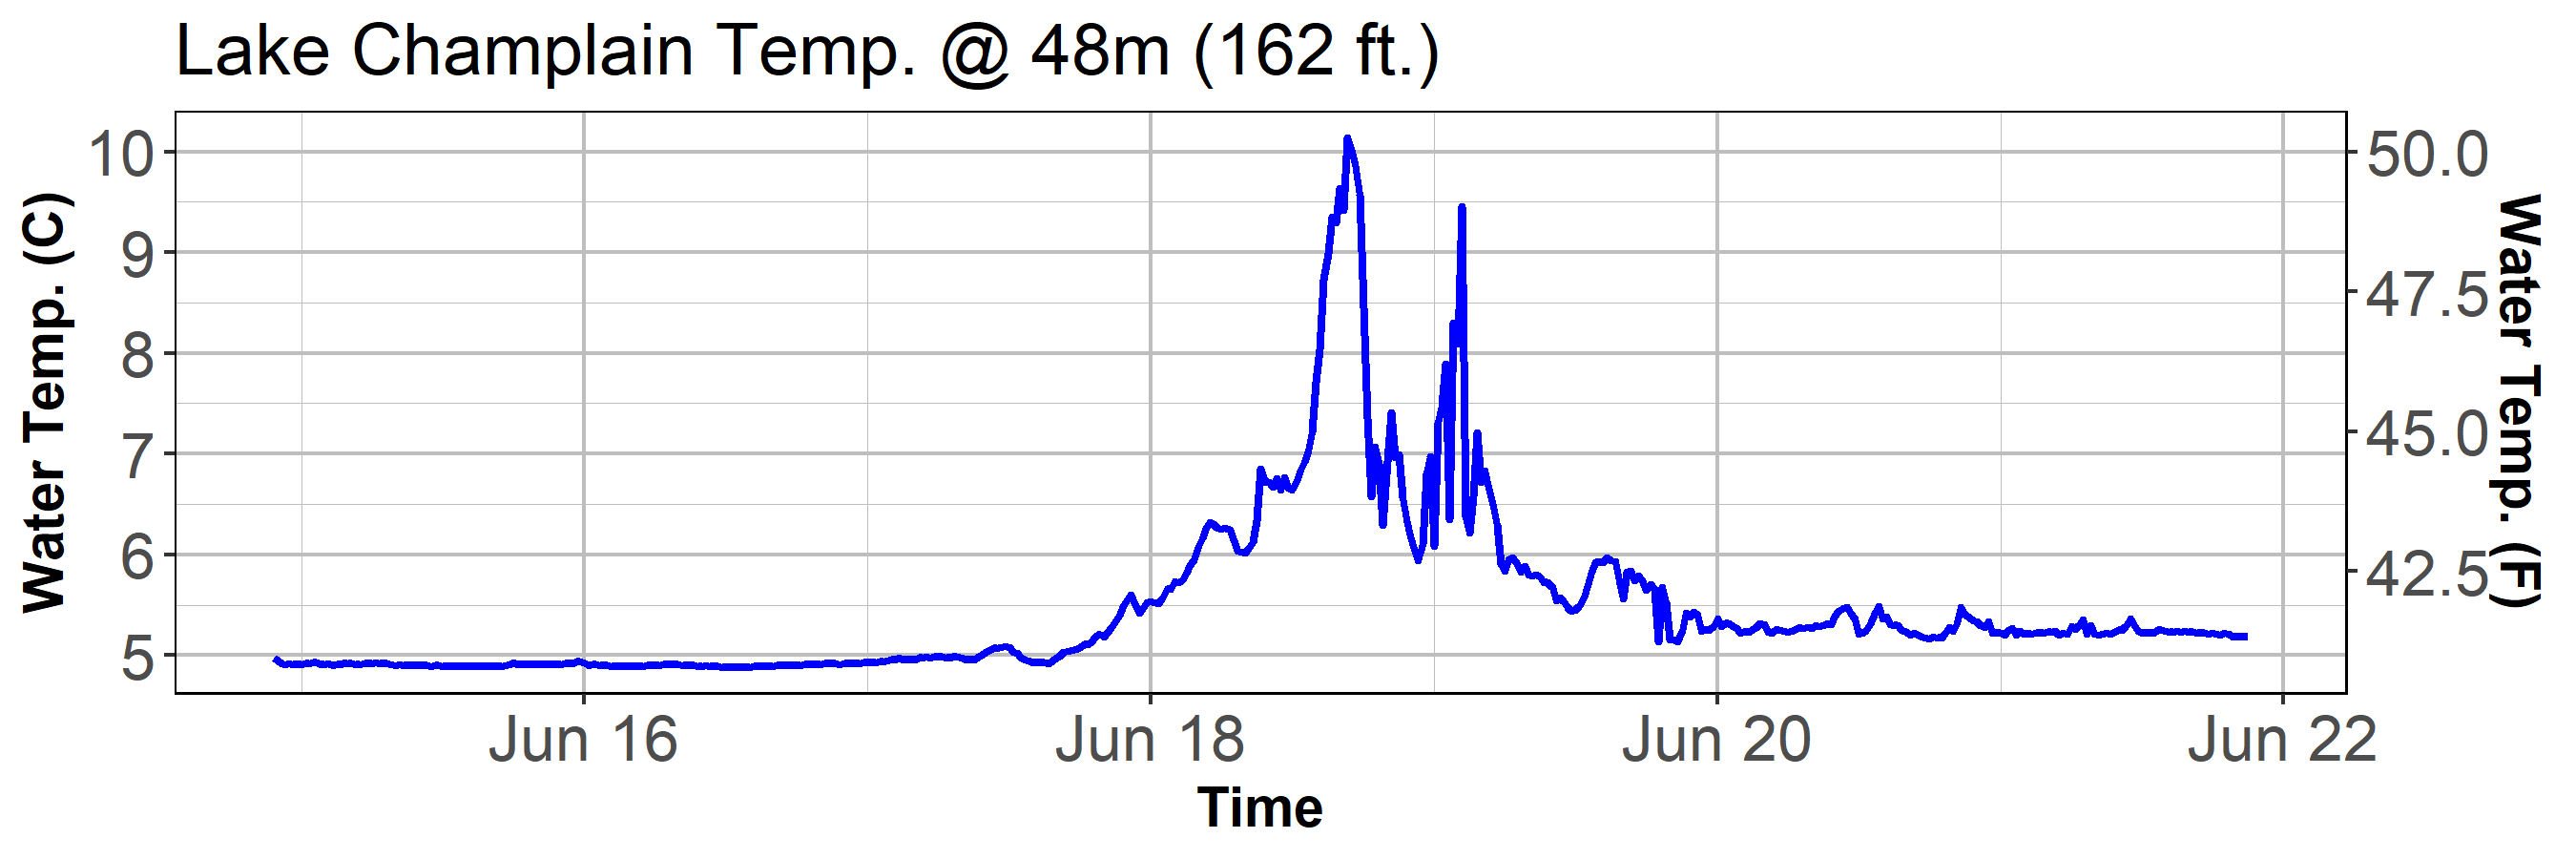 Lake Champlain Temp. @ 48m (162 ft.)
Water Temp. (C)
10
9
8
7
6
5
50.0
47.5
45.0
42.5
Water Temp. (F)
Jun 16 Jun 18 Jun 20 Jun 22
Time